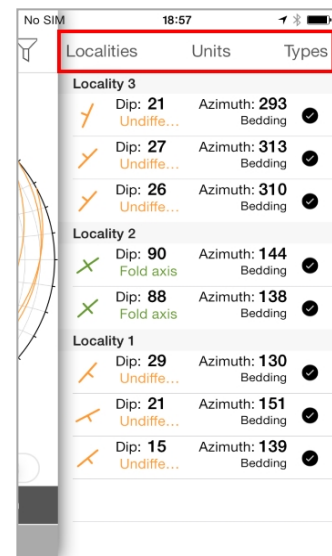 No SIM 18:57
Localities Units Types
Locality 3
Dip: 21 Azimuth: 293
Undiffe... Bedding
Dip: 27 Azimuth: 313
Undiffe... Bedding
Dip: 26 Azimuth: 310
Undiffe... Bedding
Locality 2
Dip: 90 Azimuth: 144
Fold axis Bedding
Dip: 88 Azimuth: 138
Fold axis Bedding
Locality 1
Dip: 29 Azimuth: 130
Undiffe... Bedding
Dip: 21 Azimuth: 151
Undiffe... Bedding
Dip: 15 Azimuth: 139
Undiffe... Bedding